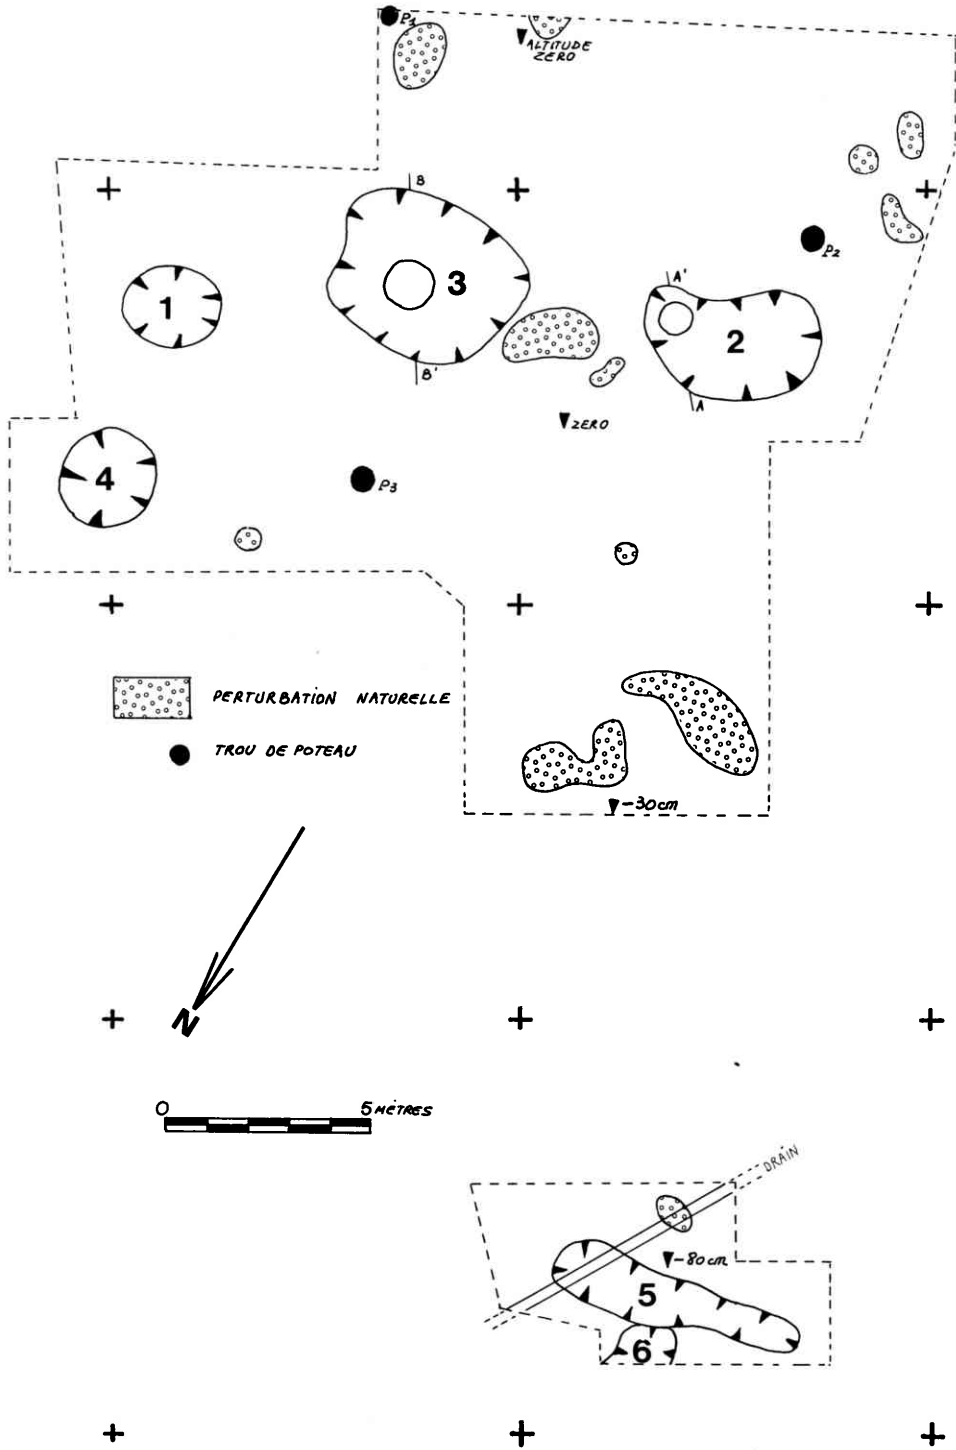 P1
ALTITUDE
ZERO
B
A'
P2
1
3
2
B'
A
ZERO
4
P3
PERTURBATION NATURELLE
TROU DE POTEAU
-30cm
N
0
5 MÈTRES
DRAIN
-80cm
5
6